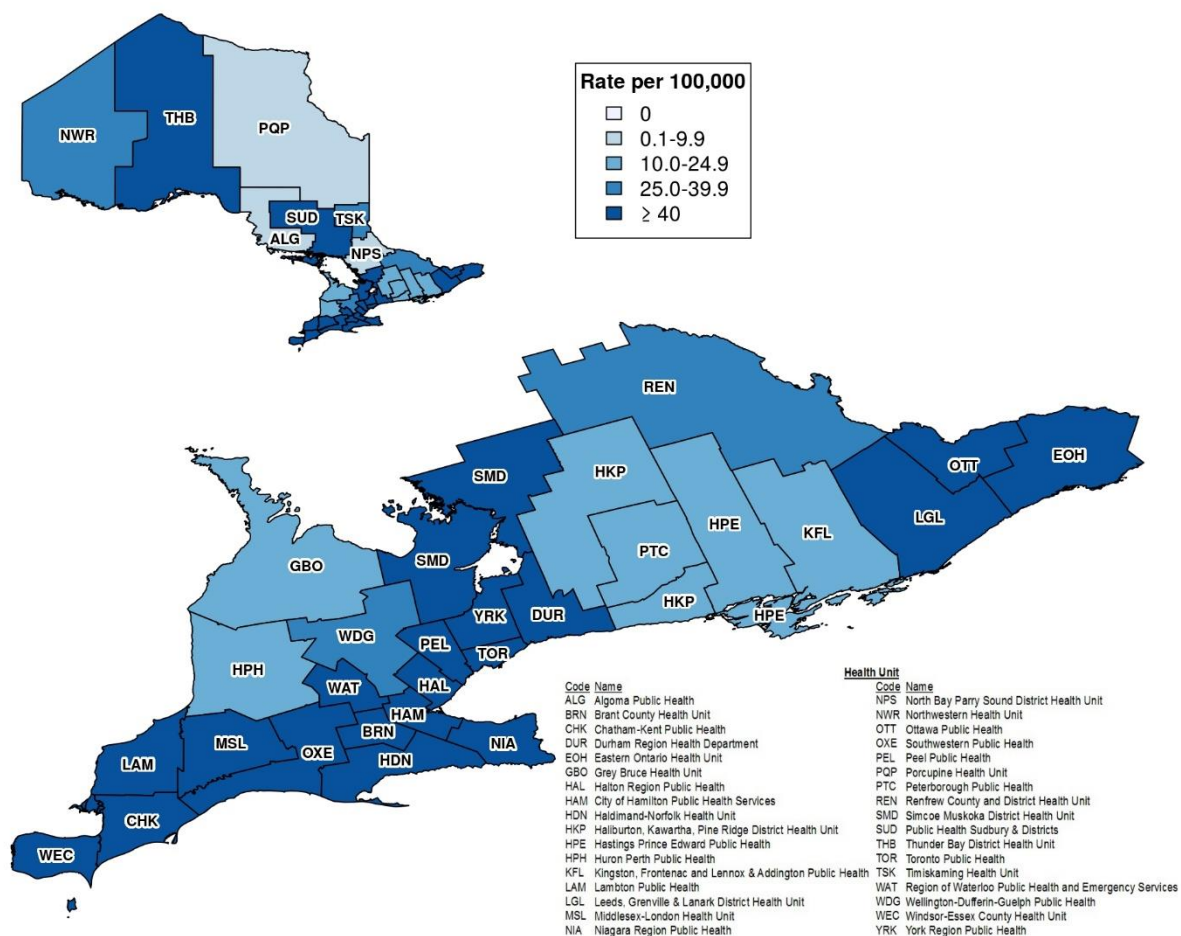 Rate per 100,000
0
0.1-9.9
10.0-24.9
25.0-39.9
≥ 40
THB
PQP
NWR
SUD
TSK
ALG
NPS
REN
OTT
EOH
SMD
HKP
LGL
HPE
KFL
PTC
SMD
GBO
HKP
HPE
YRK
DUR
WDG
PEL
TOR
HPH
WAT
HAL
HAM
BRN
NIA
MSL
OXE
HDN
LAM
CHK
WEC
Health Unit
Code Name
ALG Algoma Public Health
BRN Brant County Health Unit
CHK Chatham-Kent Public Health
DUR Durham Region Health Department
EOH Eastern Ontario Health Unit
GBO Grey Bruce Health Unit
HAL Halton Region Public Health
HAM City of Hamilton Public Health Services
HDN Haldimand-Norfolk Health Unit
HKP Haliburton, Kawartha, Pine Ridge District Health Unit
HPE Hastings Prince Edward Public Health
HPH Huron Perth Public Health
KFL Kingston, Frontenac and Lennox & Addington Public Health
LAM Lambton Public Health
LGL Leeds, Grenville & Lanark District Health Unit
MSL Middlesex-London Health Unit
NIA Niagara Region Public Health
Code Name
NPS North Bay Parry Sound District Health Unit
NWR Northwestern Health Unit
OTT Ottawa Public Health
OXE Southwestern Public Health
PEL Peel Public Health
PQP Porcupine Health Unit
PTC Peterborough Public Health
REN Renfrew County and District Health Unit
SMD Simcoe Muskoka District Health Unit
SUD Public Health Sudbury & Districts
THB Thunder Bay District Health Unit
TOR Toronto Public Health
TSK Timiskaming Health Unit
WAT Region of Waterloo Public Health and Emergency Services
WDG Wellington-Dufferin-Guelph Public Health
WEC Windsor-Essex County Health Unit
YRK York Region Public Health